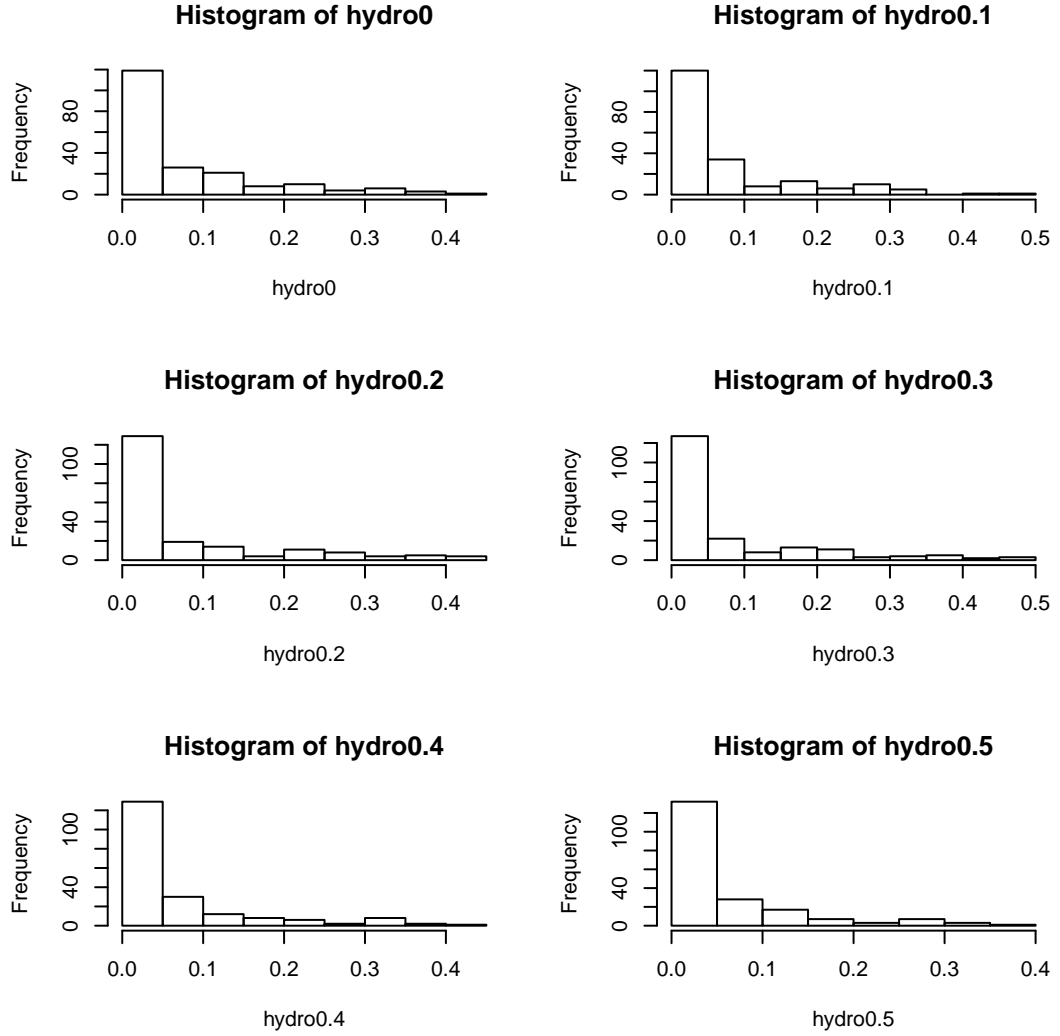 Histogram of hydro0
Frequency
0 40 80
0.0 0.1 0.2 0.3 0.4
hydro0
Histogram of hydro0.1
Frequency
0 40 80
0.0 0.1 0.2 0.3 0.4 0.5
hydro0.1
Histogram of hydro0.2
Frequency
0 40 100
0.0 0.1 0.2 0.3 0.4
hydro0.2
Histogram of hydro0.3
Frequency
0 40 100
0.0 0.1 0.2 0.3 0.4 0.5
hydro0.3
Histogram of hydro0.4
Frequency
0 40 100
0.0 0.1 0.2 0.3 0.4
hydro0.4
Histogram of hydro0.5
Frequency
0 40 100
0.0 0.1 0.2 0.3 0.4
hydro0.5